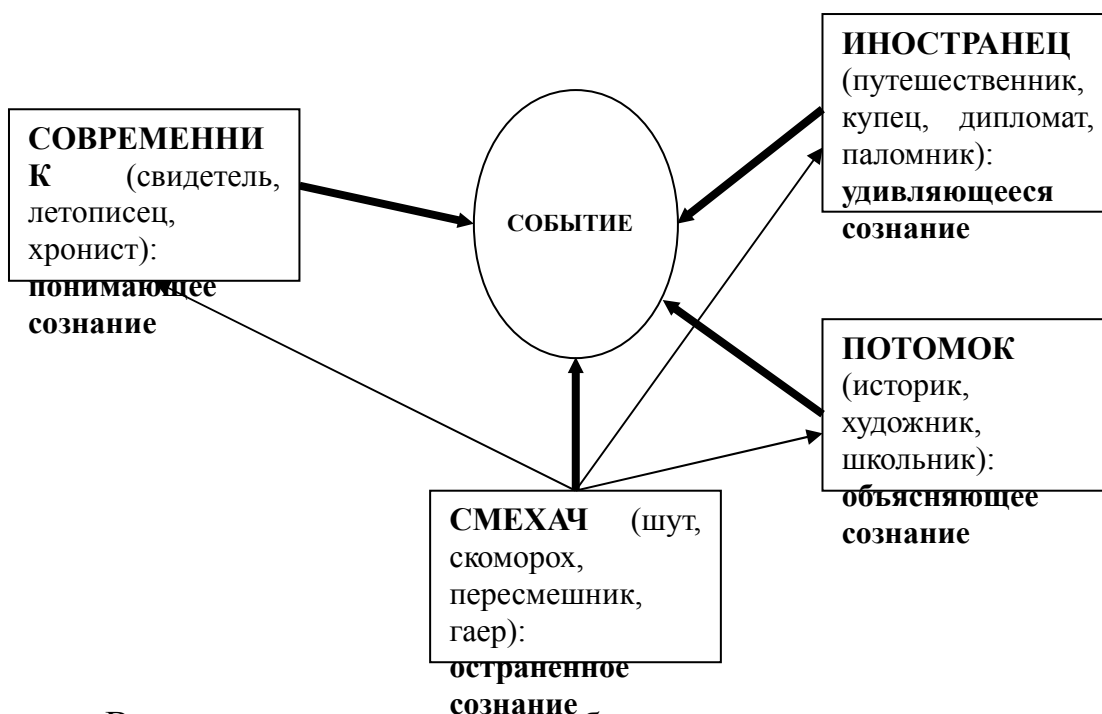 СОВРЕМЕННИ
К (свидетель,
летописец,
хронист):
понимающее
сознание
СОБЫТИЕ
ИНОСТРАНЕЦ
(путешественник,
купец, дипломат,
паломник):
удивляющееся
сознание
ПОТОМОК
(историк,
художник,
школьник):
объясняющее
сознание
СМЕХАЧ (шут,
скоморох,
пересмешник,
гаер):
остраненное
сознание